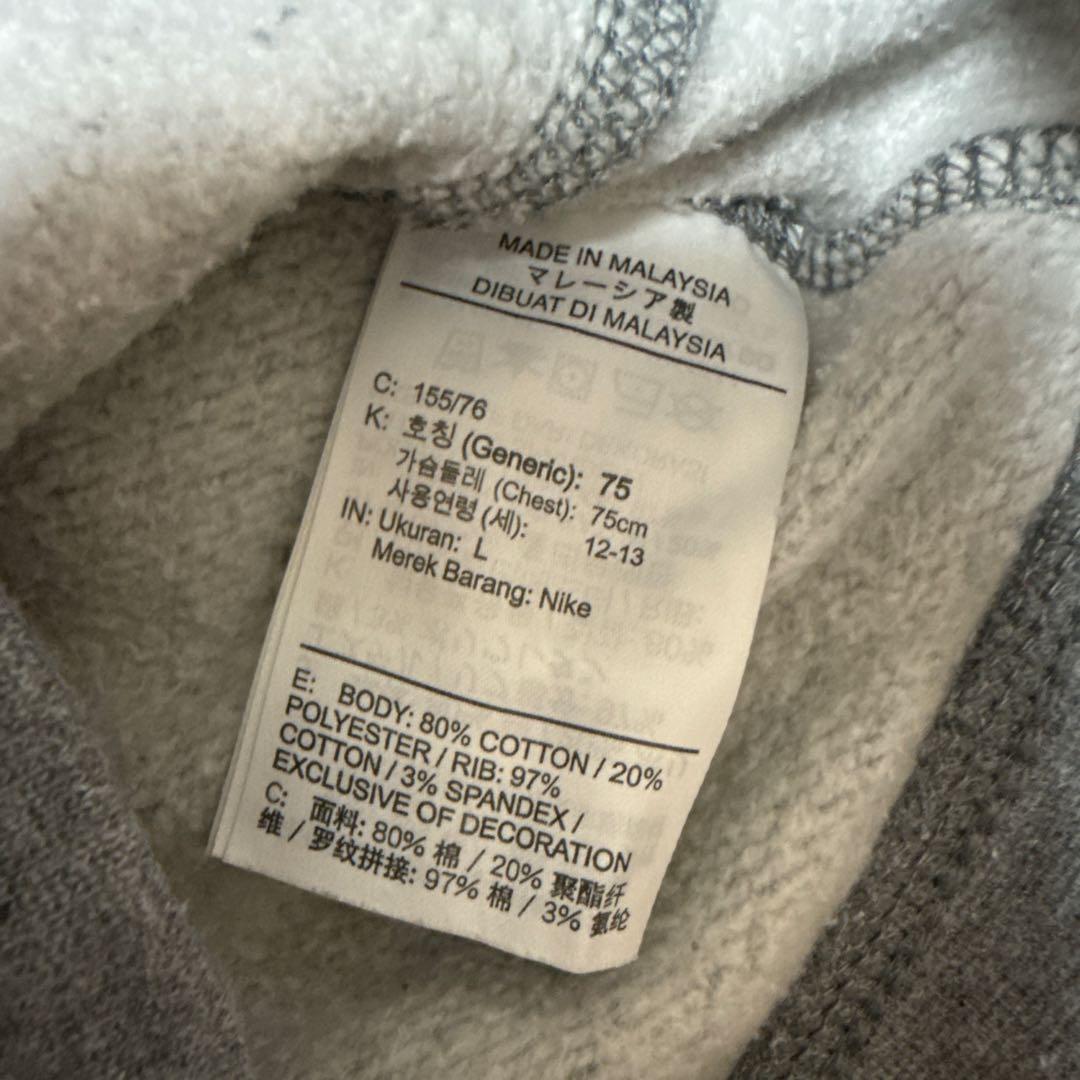 MADE IN MALAYSIA
マレーシア製
DIBUAT DI MALAYSIA
C: 155/76
K: 호칭 (Generic): 75
가슴둘레 (Chest): 75cm
사용연령 (세): 12-13
IN: Ukuran: L
Merek Barang: Nike
E: BODY: 80% COTTON / 20%
POLYESTER / RIB: 97%
COTTON / 3% SPANDEX /
EXCLUSIVE OF DECORATION
C: 面料: 80% 棉 / 20% 聚酯纤
维 / 罗纹拼接: 97% 棉 / 3% 氨纶